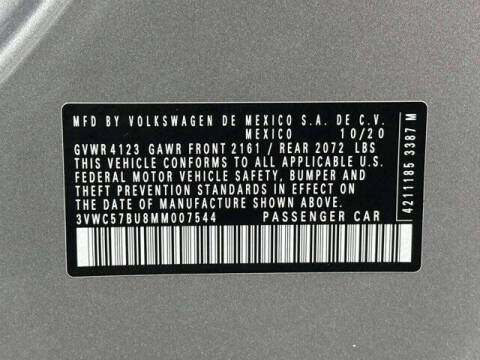 MFD BY VOLKSWAGEN DE MEXICO S.A. DE C.V.
MEXICO 10/20
GVWR 4123 GAWR FRONT 2161 / REAR 2072 LBS
THIS VEHICLE CONFORMS TO ALL APPLICABLE U.S.
FEDERAL MOTOR VEHICLE SAFETY, BUMPER AND
THEFT PREVENTION STANDARDS IN EFFECT ON
THE DATE OF MANUFACTURE SHOWN ABOVE.
3VWC57BU8MM007544 PASSENGER CAR
42111185 3387 M